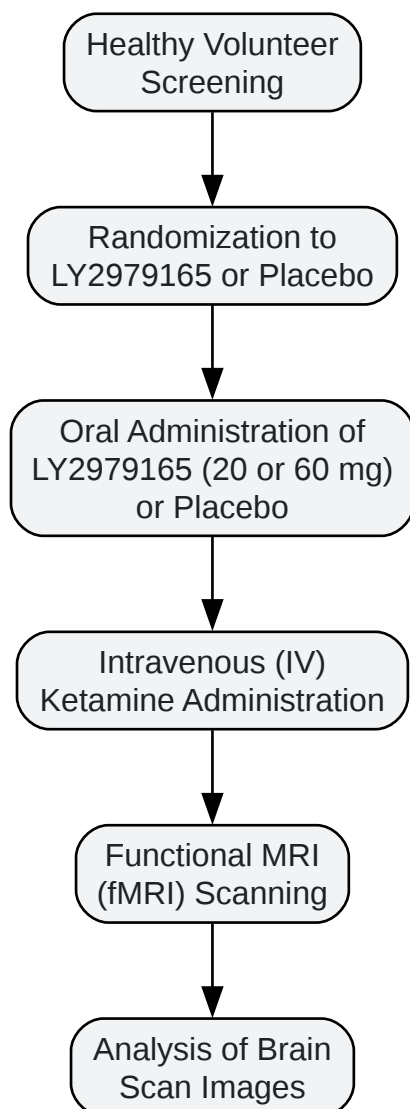 Healthy Volunteer
Screening
Randomization to
LY2979165 or Placebo
Oral Administration of
LY2979165 (20 or 60 mg)
or Placebo
Intravenous (IV)
Ketamine Administration
Functional MRI
(fMRI) Scanning
Analysis of Brain
Scan Images